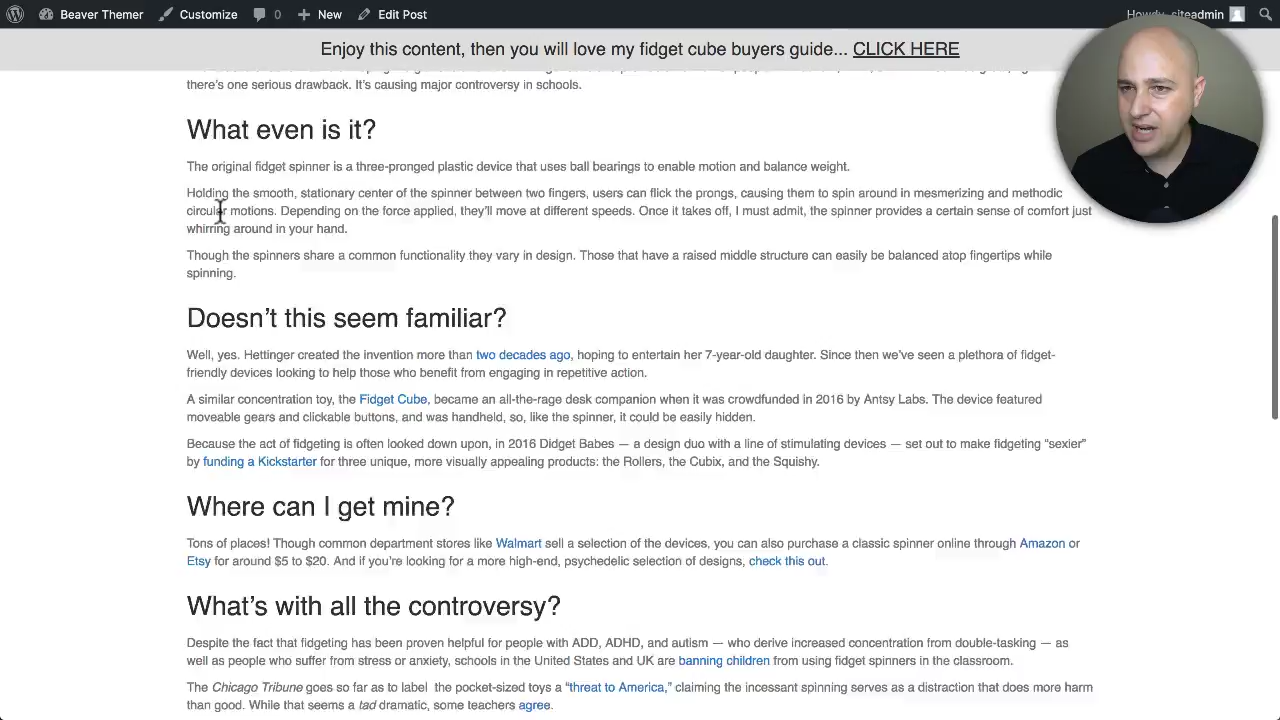 Beaver Themer Customize 0 New Edit Post Howdy, siteadmin
Enjoy this content, then you will love my fidget cube buyers guide... CLICK HERE
there's one serious drawback. It's causing major controversy in schools.
What even is it?
The original fidget spinner is a three-pronged plastic device that uses ball bearings to enable motion and balance weight.
Holding the smooth, stationary center of the spinner between two fingers, users can flick the prongs, causing them to spin around in mesmerizing and methodic
circular motions. Depending on the force applied, they'll move at different speeds. Once it takes off, I must admit, the spinner provides a certain sense of comfort just
whirring around in your hand.
Though the spinners share a common functionality they vary in design. Those that have a raised middle structure can easily be balanced atop fingertips while
spinning.
Doesn't this seem familiar?
Well, yes. Hettinger created the invention more than two decades ago, hoping to entertain her 7-year-old daughter. Since then we've seen a plethora of fidget-
friendly devices looking to help those who benefit from engaging in repetitive action.
A similar concentration toy, the Fidget Cube, became an all-the-rage desk companion when it was crowdfunded in 2016 by Antsy Labs. The device featured
moveable gears and clickable buttons, and was handheld, so, like the spinner, it could be easily hidden.
Because the act of fidgeting is often looked down upon, in 2016 Didget Babes — a design duo with a line of stimulating devices — set out to make fidgeting “sexier”
by funding a Kickstarter for three unique, more visually appealing products: the Rollers, the Cubix, and the Squishy.
Where can I get mine?
Tons of places! Though common department stores like Walmart sell a selection of the devices, you can also purchase a classic spinner online through Amazon or
Etsy for around $5 to $20. And if you're looking for a more high-end, psychedelic selection of designs, check this out.
What's with all the controversy?
Despite the fact that fidgeting has been proven helpful for people with ADD, ADHD, and autism — who derive increased concentration from double-tasking — as
well as people who suffer from stress or anxiety, schools in the United States and UK are banning children from using fidget spinners in the classroom.
The Chicago Tribune goes so far as to label the pocket-sized toys a “threat to America,” claiming the incessant spinning serves as a distraction that does more harm
than good. While that seems a tad dramatic, some teachers agree.